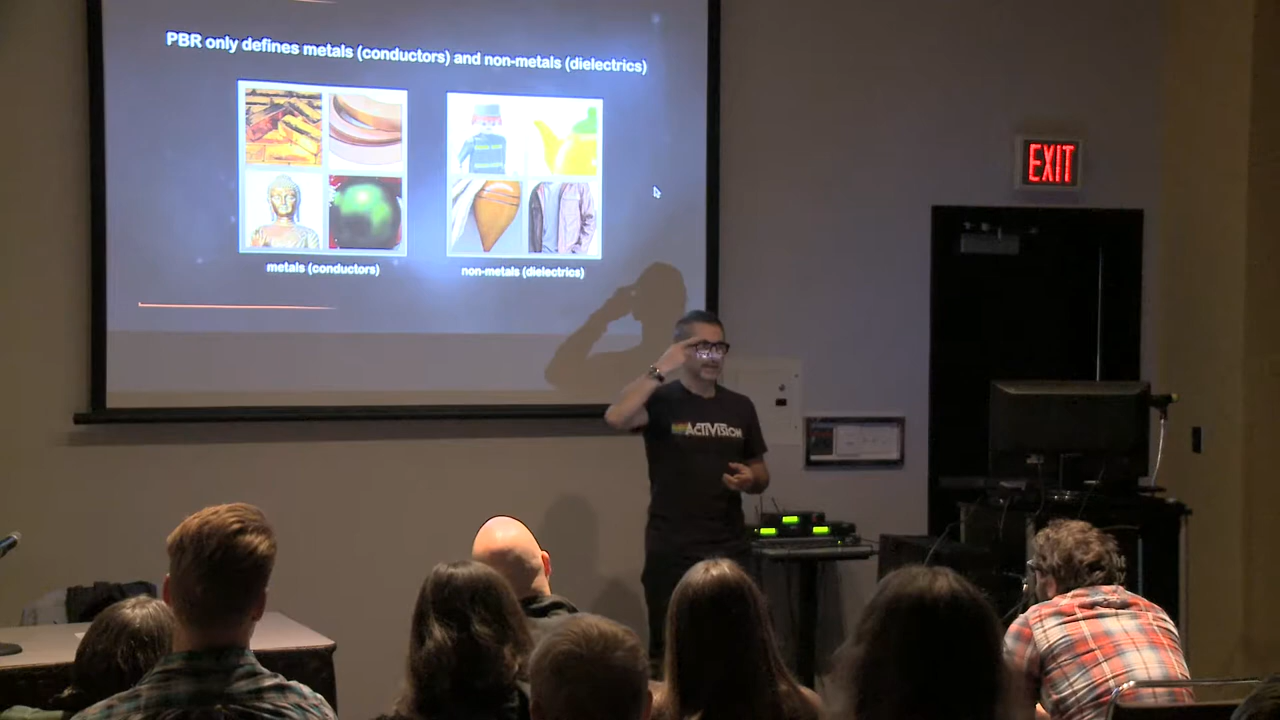 PBR only defines metals (conductors) and non-metals (dielectrics)
metals (conductors)
non-metals (dielectrics)
EXIT
ACTIVISION